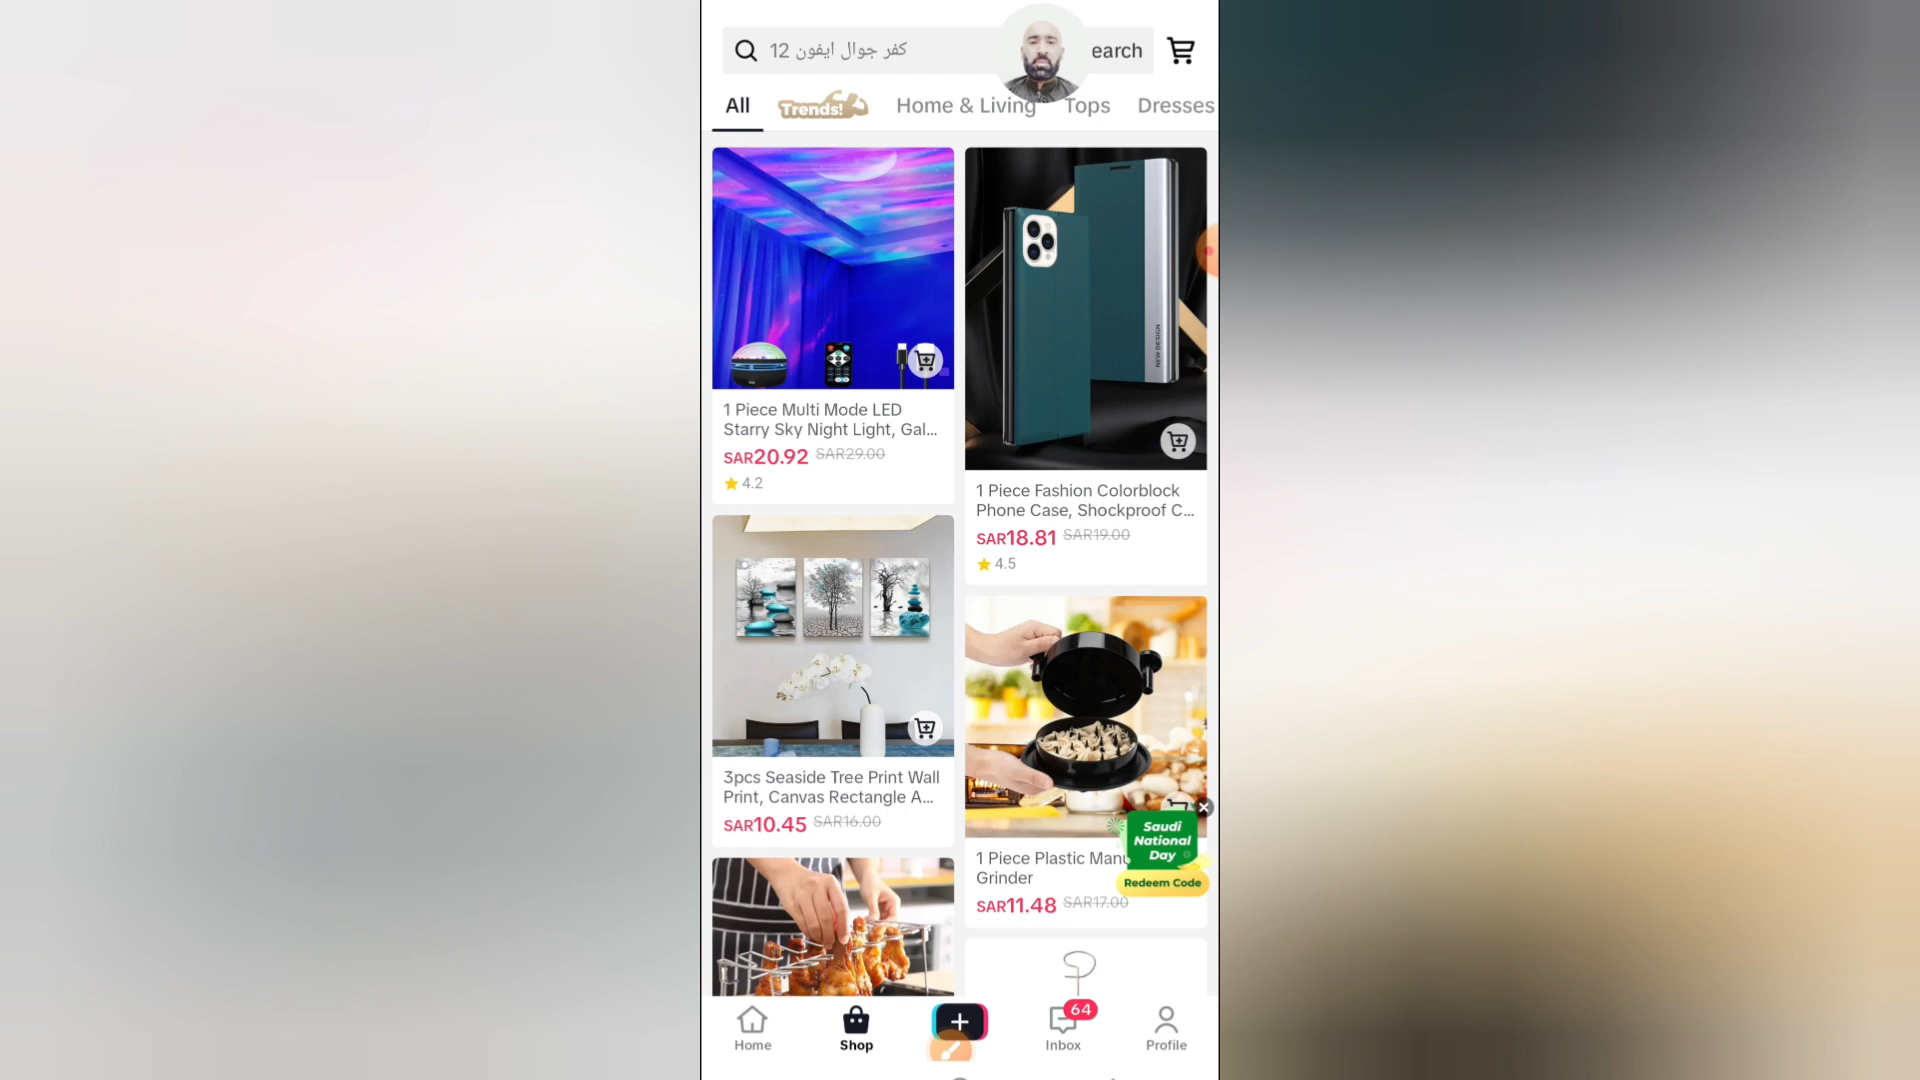 كفر جوال ايفون 12
earch
All
Trends!
Home & Living
Tops
Dresses
NEW DESIGN
1 Piece Multi Mode LED
Starry Sky Night Light, Gal...
SAR20.92 SAR29.00
4.2
1 Piece Fashion Colorblock
Phone Case, Shockproof C...
SAR18.81 SAR19.00
4.5
3pcs Seaside Tree Print Wall
Print, Canvas Rectangle A...
SAR10.45 SAR16.00
Saudi
National
Day
Redeem Code
1 Piece Plastic Manu
Grinder
SAR11.48 SAR17.00
Home
Shop
64
Inbox
Profile